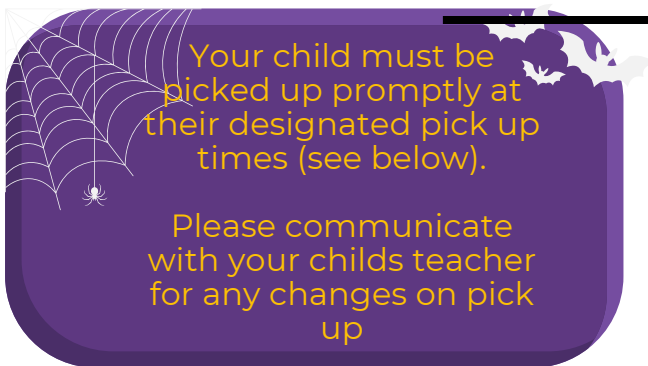 Your child must be
picked up promptly at
their designated pick up
times (see below).
Please communicate
with your childs teacher
for any changes on pick
up